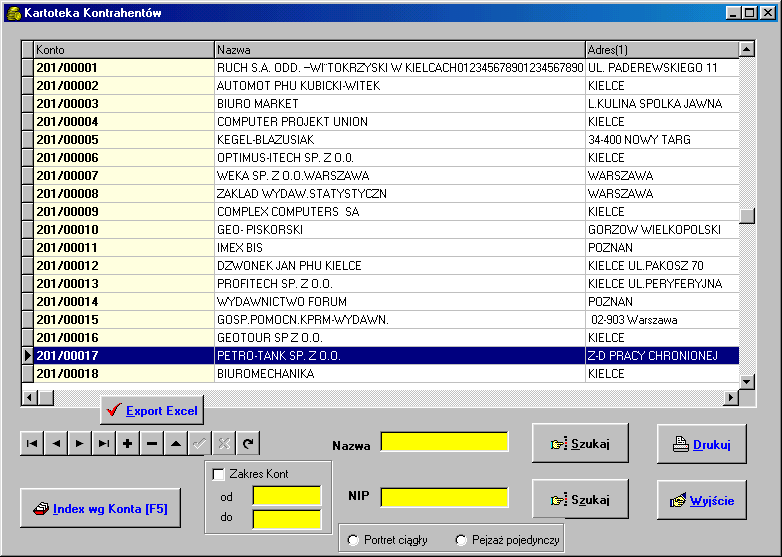 Kartoteka Kontrahentów
Konto Nazwa Adres(1)
201/00001 RUCH S.A. ODD. –WI¨TOKRZYSKI W KIELCACH012345678901234567890 UL. PADEREWSKIEGO 11
201/00002 AUTOMOT PHU KUBICKI-WITEK KIELCE
201/00003 BIURO MARKET L.KULINA SPOLKA JAWNA
201/00004 COMPUTER PROJEKT UNION KIELCE
201/00005 KEGEL-BLAZUSIAK 34-400 NOWY TARG
201/00006 OPTIMUS-ITECH SP. Z O.O. KIELCE
201/00007 WEKA SP. Z O.O.WARSZAWA WARSZAWA
201/00008 ZAKLAD WYDAW.STATYSTYCZN WARSZAWA
201/00009 COMPLEX COMPUTERS SA KIELCE
201/00010 GEO- PISKORSKI GORZOW WIELKOPOLSKI
201/00011 IMEX BIS POZNAN
201/00012 DZWONEK JAN PHU KIELCE KIELCE UL.PAKOSZ 70
201/00013 PROFITECH SP. Z O.O. KIELCE UL.PERYFERYJNA
201/00014 WYDAWNICTWO FORUM POZNAN
201/00015 GOSP.POMOCN.KPRM-WYDAWN. 02-903 Warszawa
201/00016 GEOTOUR SP Z O.O. KIELCE
201/00017 PETRO-TANK SP. Z O.O. Z-D PRACY CHRONIONEJ
201/00018 BIUROMECHANIKA KIELCE
Export Excel
Nazwa Szukaj Drukuj
Zakres Kont
od
do
NIP Szukaj Wyjście
Index wg Konta [F5]
Portret ciągły Pejzaż pojedynczy